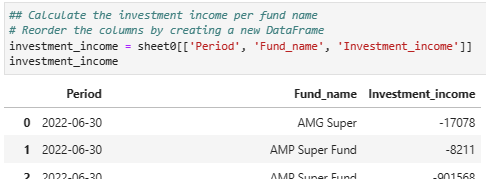 ## Calculate the investment income per fund name
# Reorder the columns by creating a new DataFrame
investment_income = sheet0[['Period', 'Fund_name', 'Investment_income']]
investment_income
Period Fund_name Investment_income
0 2022-06-30 AMG Super -17078
1 2022-06-30 AMP Super Fund -8211
2 2022-06-30 AMP Super Fund -901568